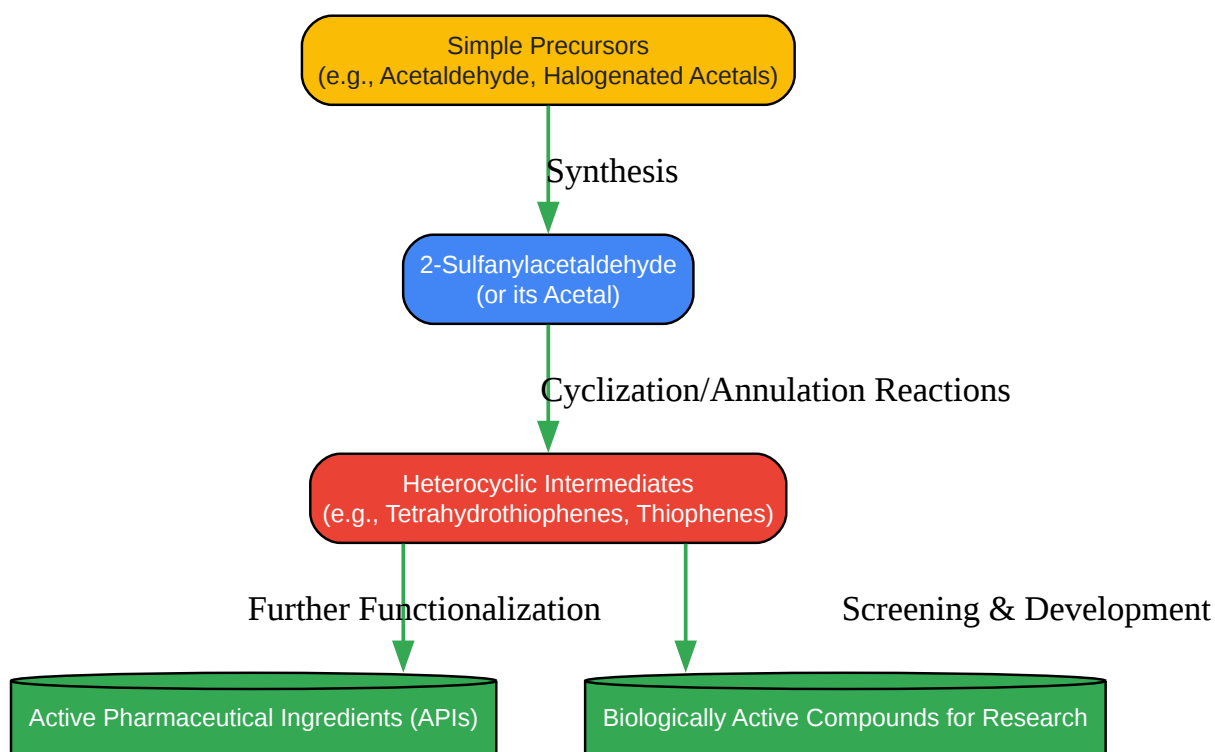 Simple Precursors
(e.g., Acetaldehyde, Halogenated Acetals)
Synthesis
2-Sulfanylacetaldehyde
(or its Acetal)
Cyclization/Annulation Reactions
Heterocyclic Intermediates
(e.g., Tetrahydrothiophenes, Thiophenes)
Further Functionalization
Screening & Development
Active Pharmaceutical Ingredients (APIs)
Biologically Active Compounds for Research